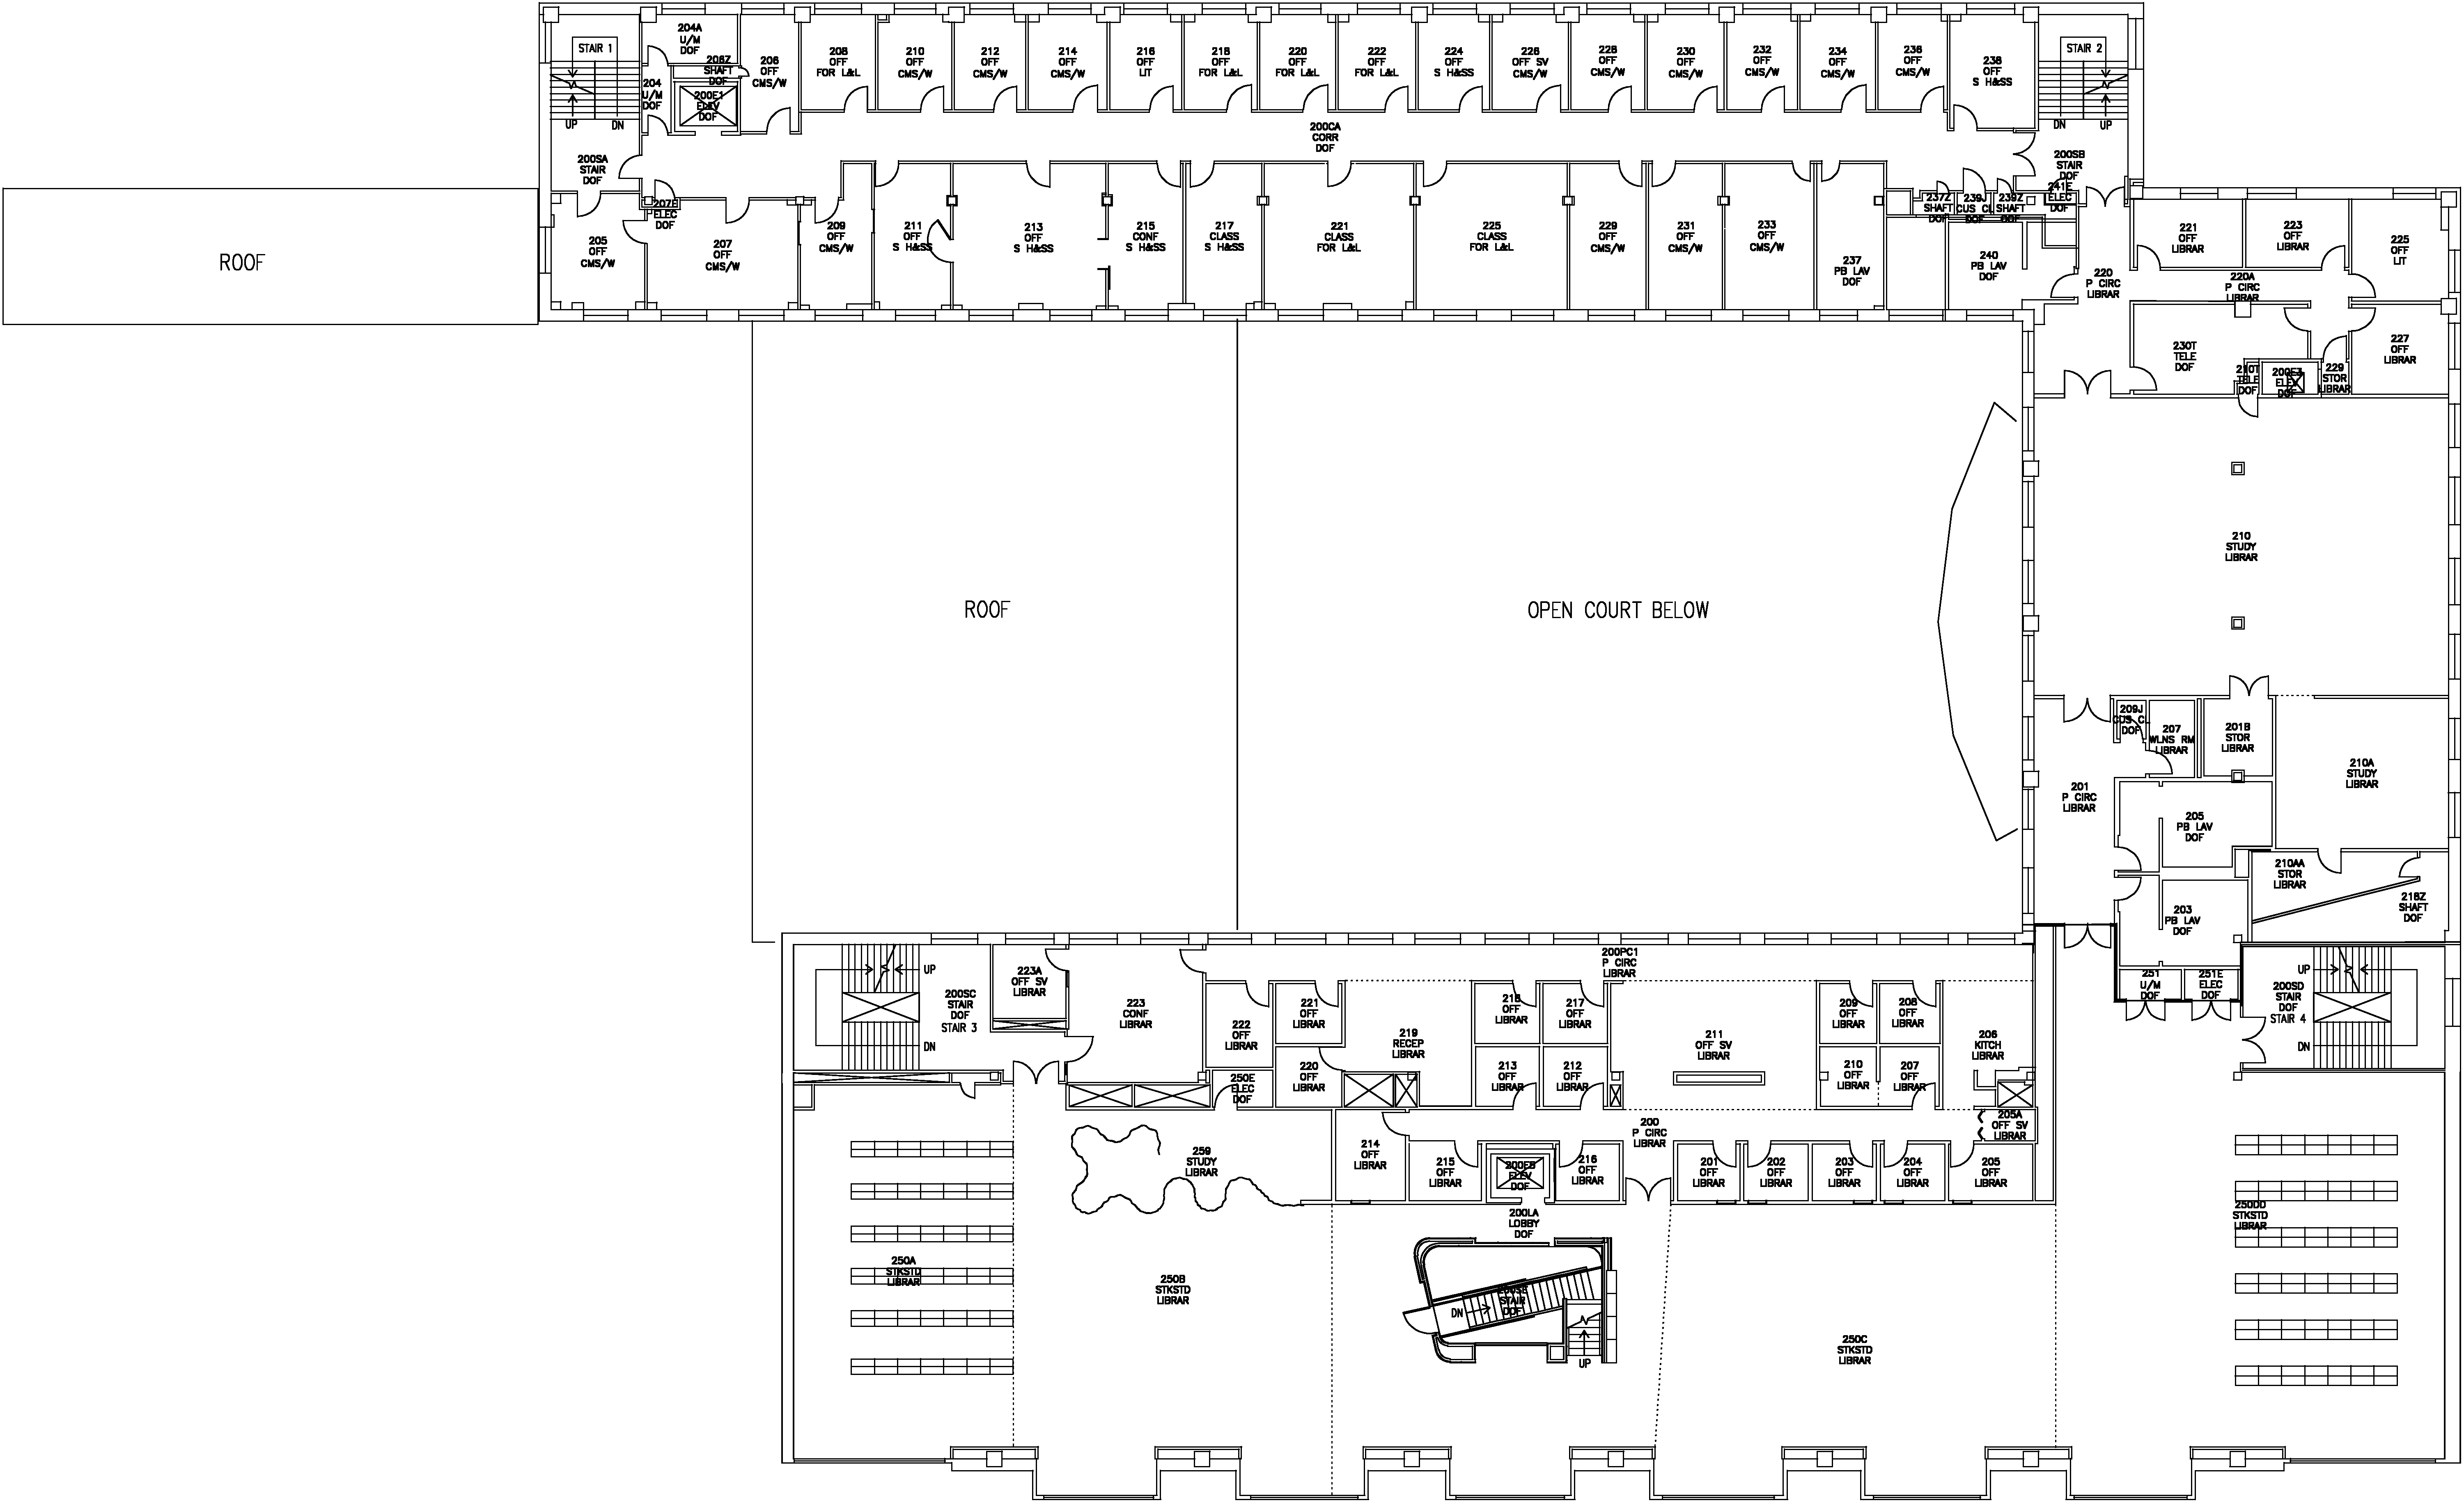 STAIR 1
UP
DN
204A
U/M
DOF
206Z
SHAFT
DOF
204
U/M
DOF
200E1
ELEV
DOF
206
OFF
CMS/W
208
OFF
FOR L&L
210
OFF
CMS/W
212
OFF
CMS/W
214
OFF
CMS/W
216
OFF
LIT
218
OFF
FOR L&L
220
OFF
FOR L&L
222
OFF
FOR L&L
224
OFF
S H&SS
226
OFF SV
CMS/W
228
OFF
CMS/W
230
OFF
CMS/W
232
OFF
CMS/W
234
OFF
CMS/W
236
OFF
CMS/W
238
OFF
S H&SS
STAIR 2
DN
UP
200CA
CORR
DOF
200SA
STAIR
DOF
200SB
STAIR
DOF
ROOF
205
OFF
CMS/W
207E
ELEC
DOF
207
OFF
CMS/W
209
OFF
CMS/W
211
OFF
S H&SS
213
OFF
S H&SS
215
CONF
S H&SS
217
CLASS
S H&SS
221
CLASS
FOR L&L
225
CLASS
FOR L&L
229
OFF
CMS/W
231
OFF
CMS/W
233
OFF
CMS/W
237
PB LAV
DOF
237Z
SHAFT
DOF
239J
CUS CL
DOF
239Z
SHAFT
DOF
241E
ELEC
DOF
240
PB LAV
DOF
220
P CIRC
LIBRAR
221
OFF
LIBRAR
223
OFF
LIBRAR
225
OFF
LIT
220A
P CIRC
LIBRAR
230T
TELE
DOF
210T
TELE
DOF
200E3
ELEV
DOF
229
STOR
LIBRAR
227
OFF
LIBRAR
ROOF
OPEN COURT BELOW
210
STUDY
LIBRAR
209J
CUS CL
DOF
207
WLNS RM
LIBRAR
201B
STOR
LIBRAR
210A
STUDY
LIBRAR
201
P CIRC
LIBRAR
205
PB LAV
DOF
210AA
STOR
LIBRAR
218Z
SHAFT
DOF
203
PB LAV
DOF
251
U/M
DOF
251E
ELEC
DOF
UP
200SD
STAIR
DOF
STAIR 4
DN
UP
200SC
STAIR
DOF
STAIR 3
DN
223A
OFF SV
LIBRAR
223
CONF
LIBRAR
200PC1
P CIRC
LIBRAR
222
OFF
LIBRAR
221
OFF
LIBRAR
219
RECEP
LIBRAR
218
OFF
LIBRAR
217
OFF
LIBRAR
211
OFF SV
LIBRAR
209
OFF
LIBRAR
208
OFF
LIBRAR
206
KITCH
LIBRAR
250E
ELEC
DOF
220
OFF
LIBRAR
213
OFF
LIBRAR
212
OFF
LIBRAR
210
OFF
LIBRAR
207
OFF
LIBRAR
205A
OFF SV
LIBRAR
259
STUDY
LIBRAR
214
OFF
LIBRAR
215
OFF
LIBRAR
ELEV
DOF
216
OFF
LIBRAR
200
P CIRC
LIBRAR
201
OFF
LIBRAR
202
OFF
LIBRAR
203
OFF
LIBRAR
204
OFF
LIBRAR
205
OFF
LIBRAR
200LA
LOBBY
DOF
250A
STKSTD
LIBRAR
250B
STKSTD
LIBRAR
200SE
STAIR
DOF
DN
UP
250C
STKSTD
LIBRAR
250DD
STKSTD
LIBRAR